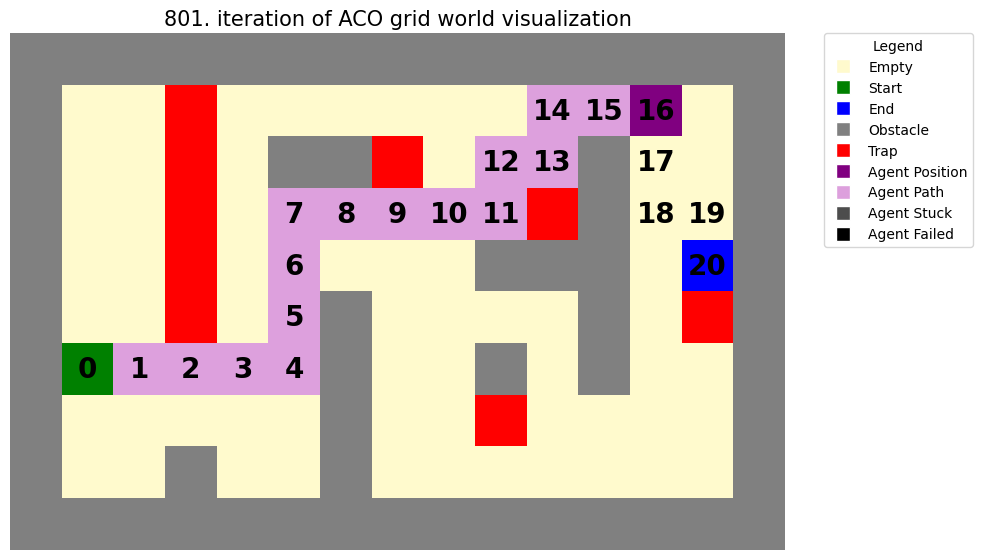 801. iteration of ACO grid world visualization
Legend
Empty
Start
End
Obstacle
Trap
Agent Position
Agent Path
Agent Stuck
Agent Failed
14 15 16
12 13 17
7 8 9 10 11 18 19
6 20
5
0 1 2 3 4